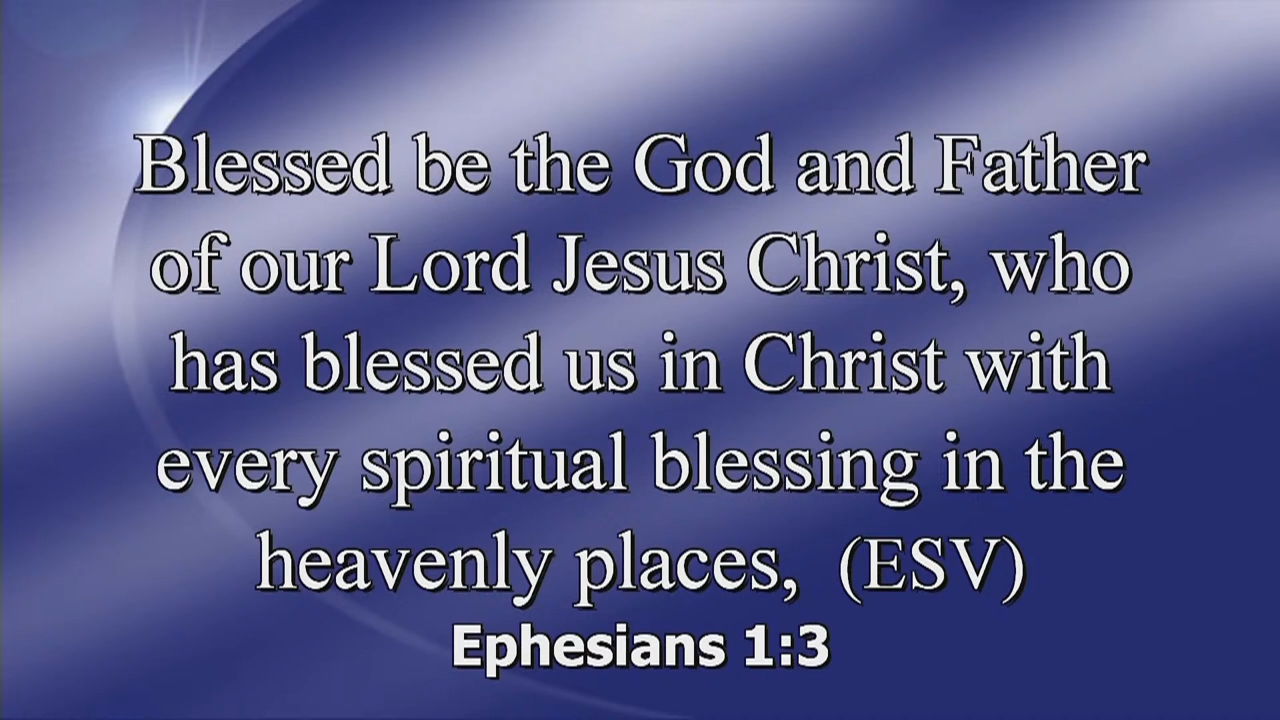 Blessed be the God and Father
of our Lord Jesus Christ, who
has blessed us in Christ with
every spiritual blessing in the
heavenly places,  (ESV)
Ephesians 1:3